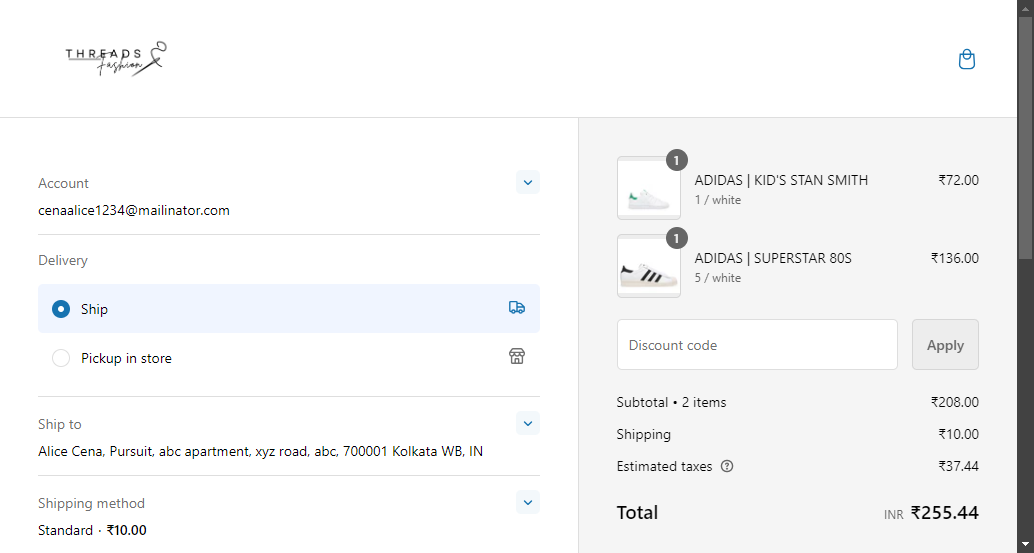 THREADS
Fashion
Account
cenaalice1234@mailinator.com
Delivery
Ship
Pickup in store
Ship to
Alice Cena, Pursuit, abc apartment, xyz road, abc, 700001 Kolkata WB, IN
Shipping method
Standard · ₹10.00
1
ADIDAS | KID'S STAN SMITH ₹72.00
1 / white
1
ADIDAS | SUPERSTAR 80S ₹136.00
5 / white
Discount code Apply
Subtotal • 2 items ₹208.00
Shipping ₹10.00
Estimated taxes ? ₹37.44
Total INR ₹255.44